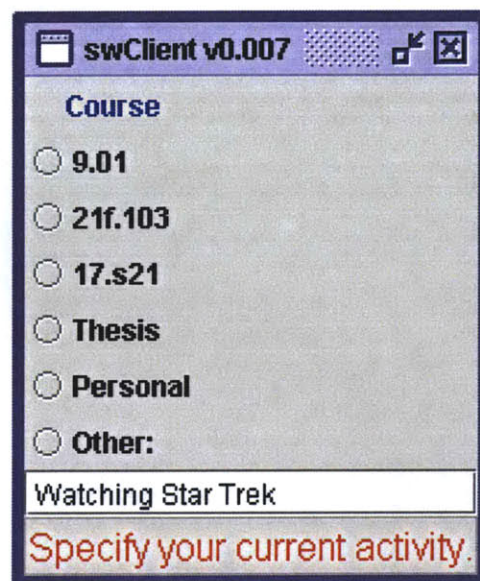 swClient v0.007
Course
9.01
21f.103
17.s21
Thesis
Personal
Other:
Watching Star Trek
Specify your current activity.